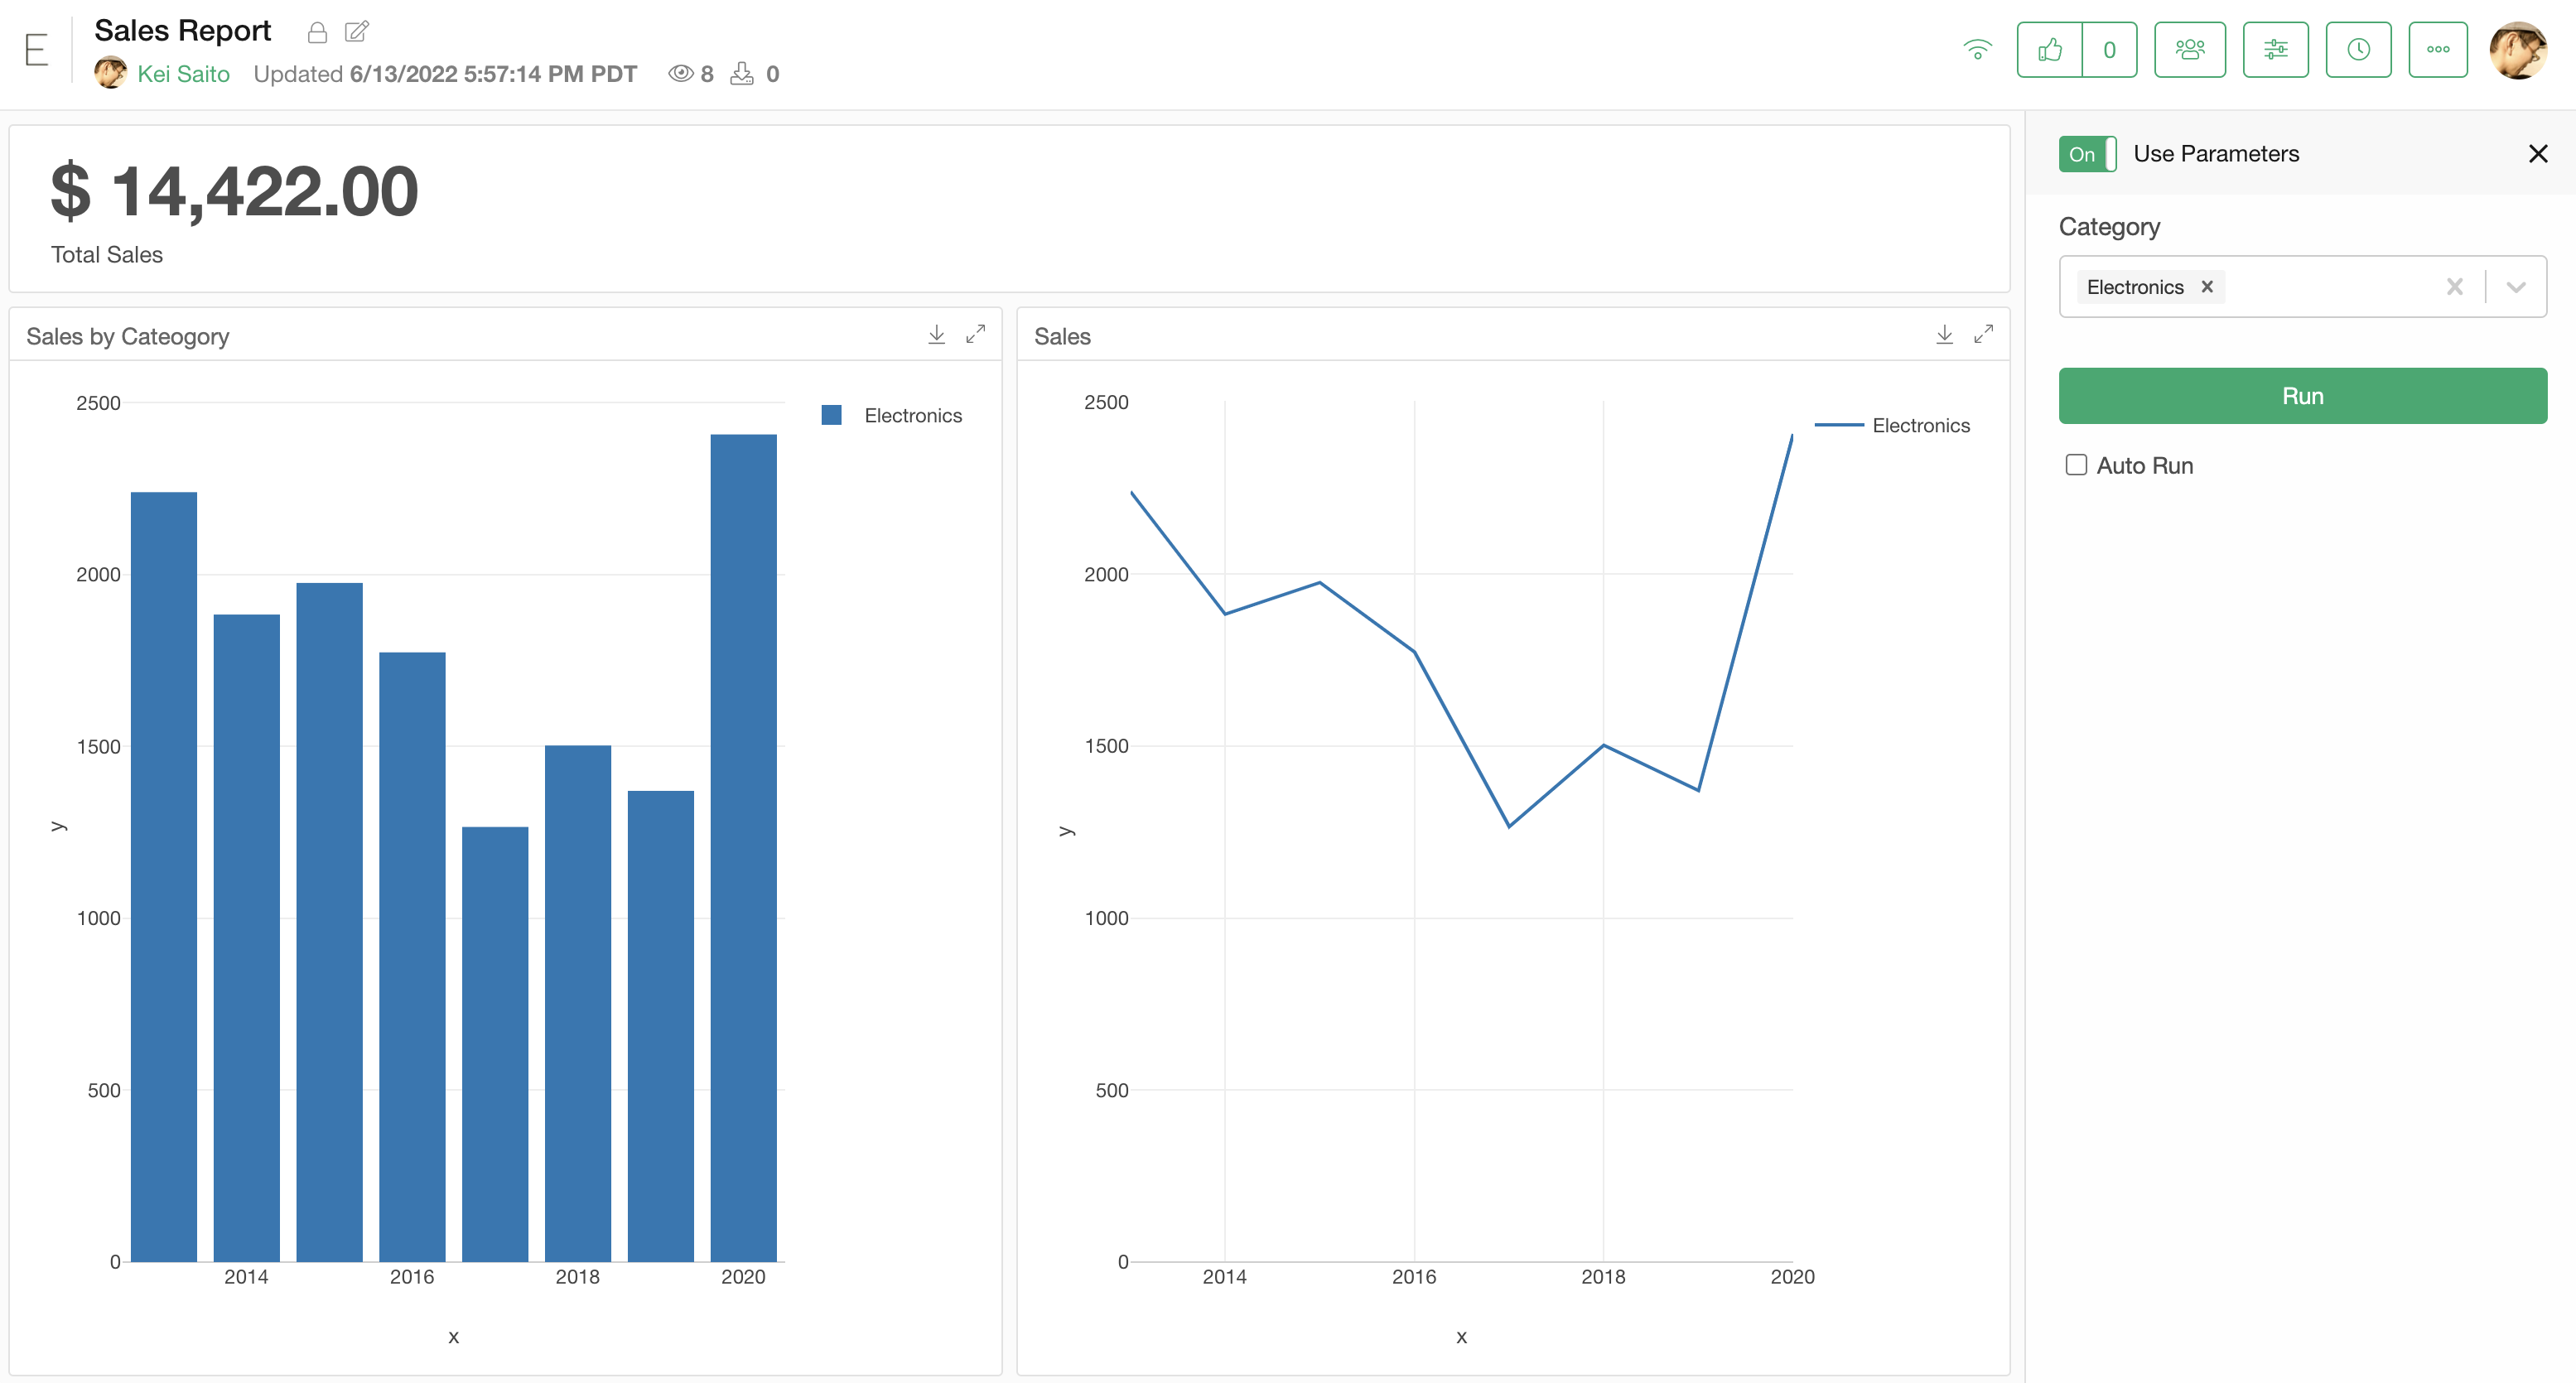 E
Sales Report
Kei Saito Updated 6/13/2022 5:57:14 PM PDT 8 0
0
$ 14,422.00
Total Sales
On Use Parameters
Category
Electronics
Run
Auto Run
Sales by Cateogory
2500
2000
1500
1000
500
0
y
2014 2016 2018 2020
x
Electronics
Sales
2500
2000
1500
1000
500
0
y
2014 2016 2018 2020
x
Electronics